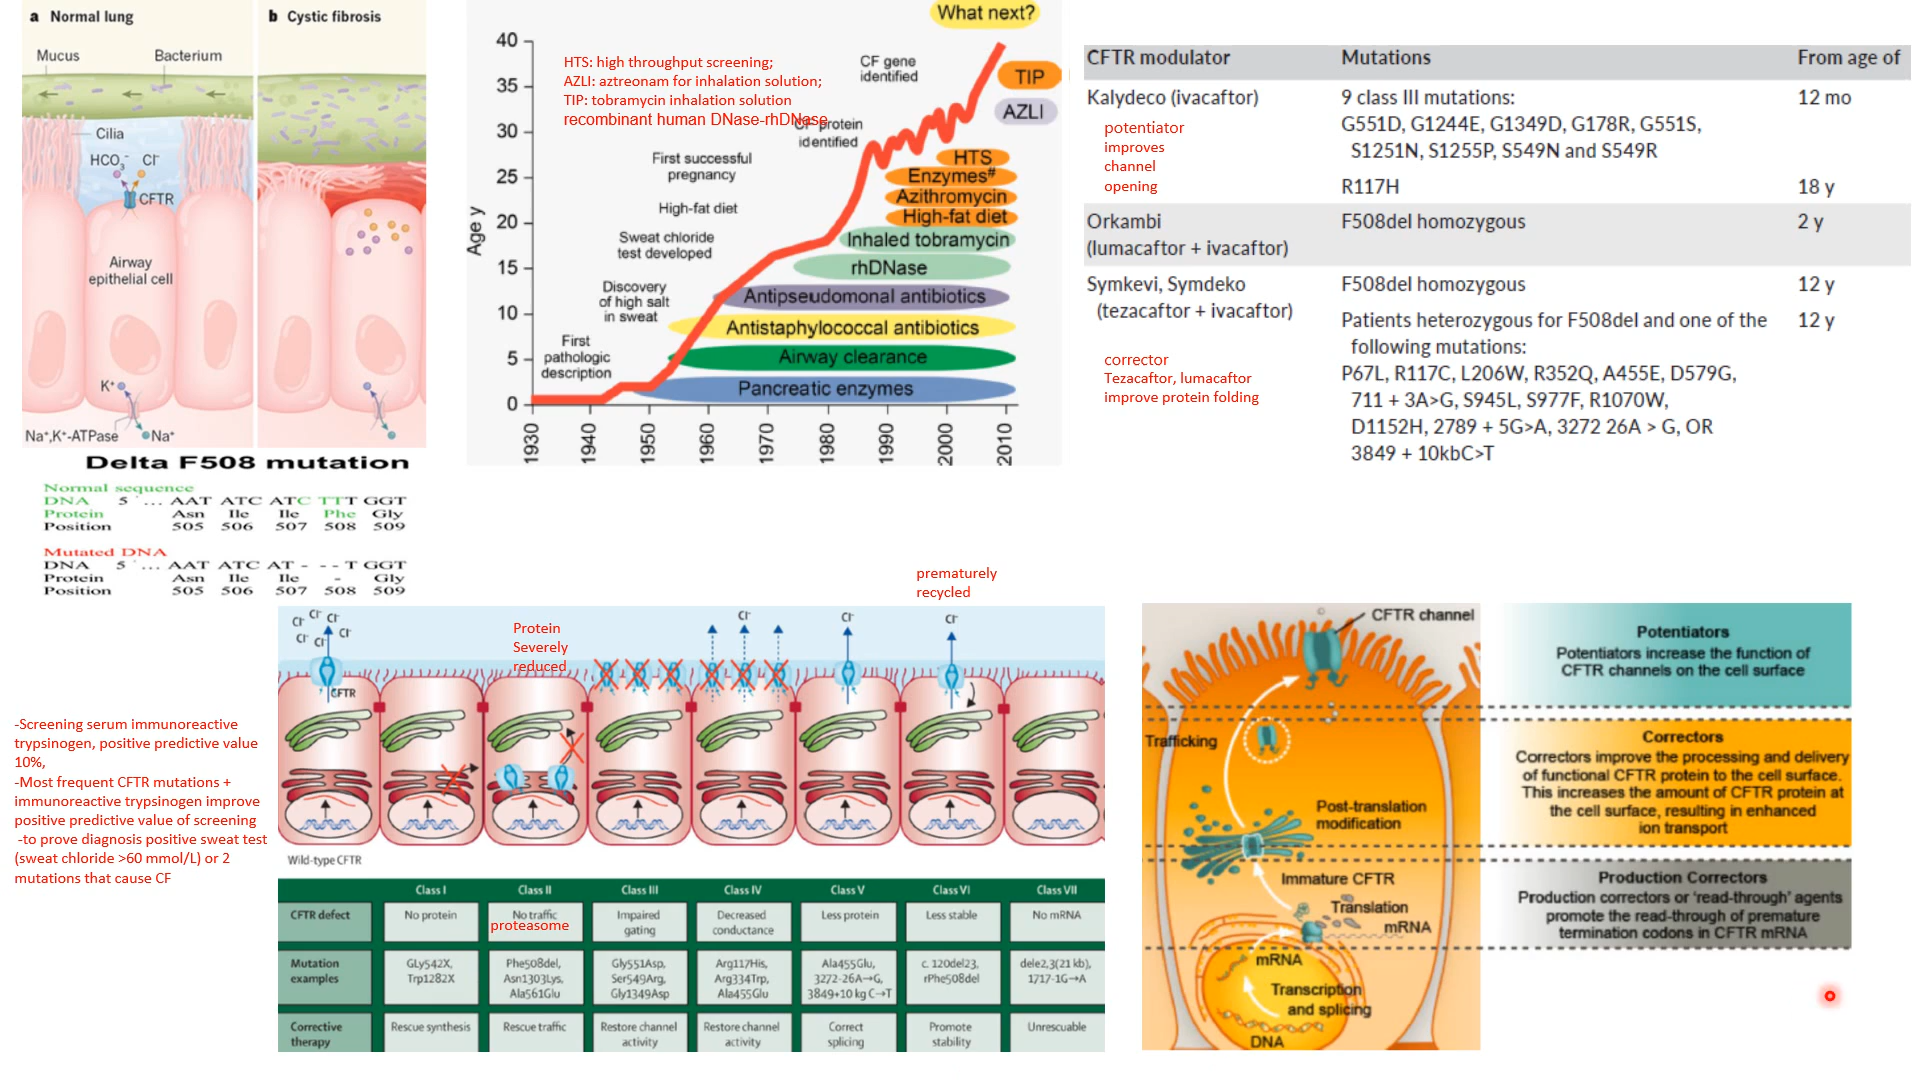 a Normal lung
b Cystic fibrosis
Mucus
Bacterium
Cilia
HCO3- Cl-
CFTR
Airway
epithelial cell
K+
Na+,K+-ATPase
Na+
Delta F508 mutation
Normal sequence
DNA 5' ... AAT ATC ATC TTT GGT
Protein Asn Ile Ile Phe Gly
Position 505 506 507 508 509
Mutated DNA
DNA 5' ... AAT ATC AT - - - T GGT
Protein Asn Ile Ile - Gly
Position 505 506 507 508 509
What next?
HTS: high throughput screening;
AZLI: aztreonam for inhalation solution;
TIP: tobramycin inhalation solution
recombinant human DNase-rhDNase
CF gene
identified
CF protein
identified
First successful
pregnancy
High-fat diet
Sweat chloride
test developed
Discovery
of high salt
in sweat
First
pathologic
description
TIP
AZLI
HTS
Enzymes#
Azithromycin
High-fat diet
Inhaled tobramycin
rhDNase
Antipseudomonal antibiotics
Antistaphylococcal antibiotics
Airway clearance
Pancreatic enzymes
Age y
40
35
30
25
20
15
10
5
0
1930 1940 1950 1960 1970 1980 1990 2000 2010
CFTR modulator Mutations From age of
Kalydeco (ivacaftor) 9 class III mutations: 12 mo
G551D, G1244E, G1349D, G178R, G551S,
S1251N, S1255P, S549N and S549R
R117H 18 y
potentiator
improves
channel
opening
Orkambi F508del homozygous 2 y
(lumacaftor + ivacaftor)
Symkevi, Symdeko F508del homozygous 12 y
(tezacaftor + ivacaftor)
Patients heterozygous for F508del and one of the 12 y
following mutations:
P67L, R117C, L206W, R352Q, A455E, D579G,
711 + 3A>G, S945L, S977F, R1070W,
D1152H, 2789 + 5G>A, 3272 26A > G, OR
3849 + 10kbC>T
corrector
Tezacaftor, lumacaftor
improve protein folding
-Screening serum immunoreactive
trypsinogen, positive predictive value
10%,
-Most frequent CFTR mutations +
immunoreactive trypsinogen improve
positive predictive value of screening
-to prove diagnosis positive sweat test
(sweat chloride >60 mmol/L) or 2
mutations that cause CF
prematurely
recycled
Protein
Severely
reduced
Cl- Cl- Cl- Cl- Cl-
Cl-
Cl-
Cl-
CFTR
Wild-type CFTR
Class I Class II Class III Class IV Class V Class VI Class VII
CFTR defect No protein No traffic Impaired gating Decreased conductance Less protein Less stable No mRNA
proteasome
Mutation examples GLy542X, Trp1282X Phe508del, Asn1303Lys, Ala561Glu Gly551Asp, Ser549Arg, Gly1349Asp Arg117His, Arg334Trp, Ala455Glu Ala455Glu, 3272-26A→G, 3849+10 kg C→T c. 120del23, rPhe508del dele2,3(21 kb), 1717-1G→A
Corrective therapy Rescue synthesis Rescue traffic Restore channel activity Restore channel activity Correct splicing Promote stability Unrescuable
CFTR channel
Trafficking
Post-translation
modification
Immature CFTR
Translation
mRNA
mRNA
Transcription
and splicing
DNA
Potentiators
Potentiators increase the function of
CFTR channels on the cell surface
Correctors
Correctors improve the processing and delivery
of functional CFTR protein to the cell surface.
This increases the amount of CFTR protein at
the cell surface, resulting in enhanced
ion transport
Production Correctors
Production correctors or 'read-through' agents
promote the read-through of premature
termination codons in CFTR mRNA